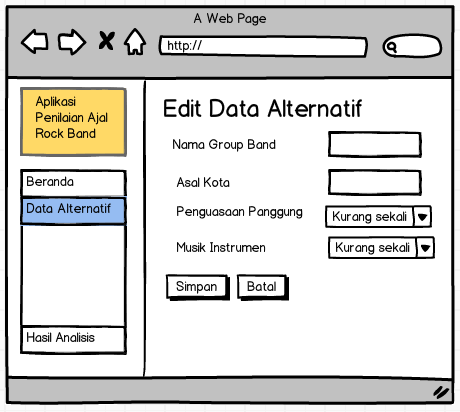 A Web Page
http://
Aplikasi
Penilaian Ajal
Rock Band
Beranda
Data Alternatif
Hasil Analisis
Edit Data Alternatif
Nama Group Band
Asal Kota
Penguasaan Panggung Kurang sekali
Musik Instrumen Kurang sekali
Simpan Batal